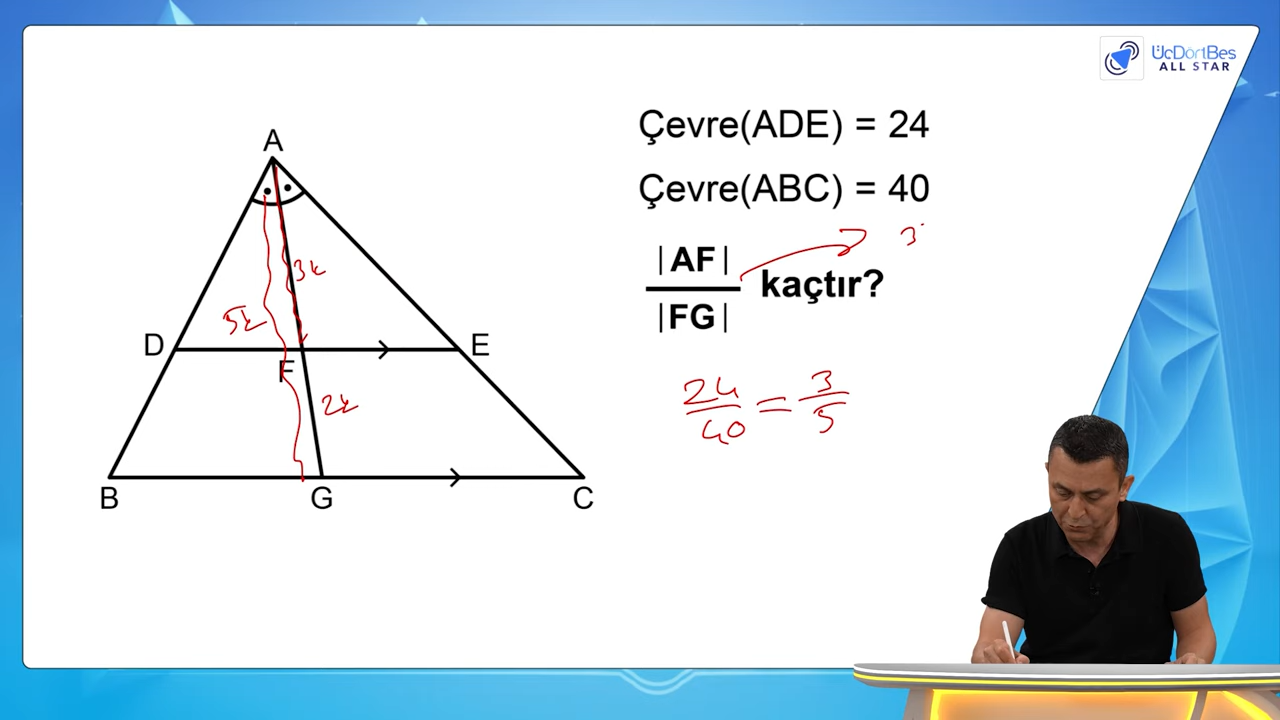 ÜçDörtBeş
ALL STAR
Çevre(ADE) = 24
Çevre(ABC) = 40
|AF|
|FG|
kaçtır?
3
24
40
=
3
5
A
3k
5k
D
E
F
2k
B
G
C